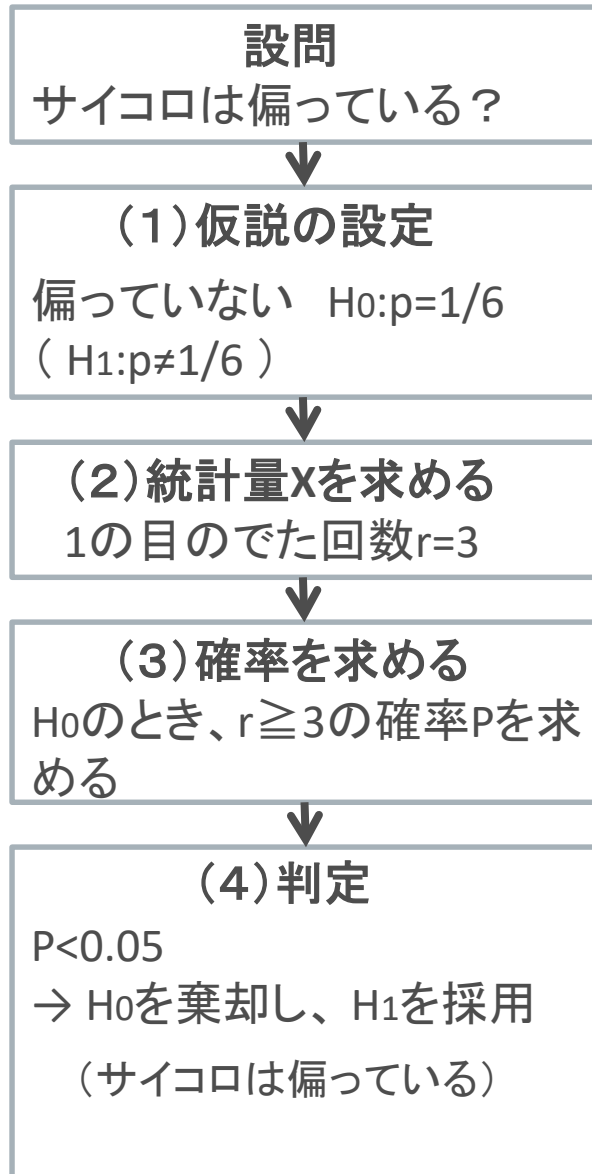 設問
サイコロは偏っている？
（１）仮説の設定
偏っていない H0:p=1/6
（ H1:p≠1/6 ）
（２）統計量Xを求める
1の目のでた回数r=3
（３）確率を求める
H0のとき、r≧3の確率Pを求
める
（４）判定
P<0.05
→ H0を棄却し、H1を採用
（サイコロは偏っている）